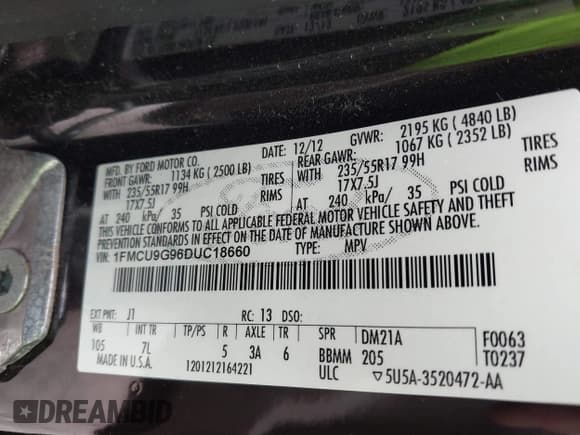 MFD. BY FORD MOTOR CO.
12/12
GVWR: 2195 KG ( 4840 LB)
FRONT GAWR: 1134 KG ( 2500 LB)
REAR GAWR: 1067 KG ( 2352 LB)
WITH 235/55R17 99H TIRES
WITH 235/55R17 99H TIRES
17X7.5J RIMS
17X7.5J RIMS
AT 240 kPa/ 35 PSI COLD
AT 240 kPa/ 35 PSI COLD
THIS VEHICLE CONFORMS TO ALL APPLICABLE FEDERAL MOTOR VEHICLE SAFETY AND THEFT
PREVENTION STANDARDS IN EFFECT ON THE DATE OF MANUFACTURE SHOWN ABOVE.
VIN: 1FMCU9G96DUC18660
TYPE: MPV
EXT PNT: J1 RC: 13 DSO:
WB INT TR TP/PS R AXLE TR SPR DM21A F0063
105 7L 5 3A 6 BBMM 205 T0237
MADE IN U.S.A. 1201212164221 ULC ▽5U5A-3520472-AA
DREAMBID